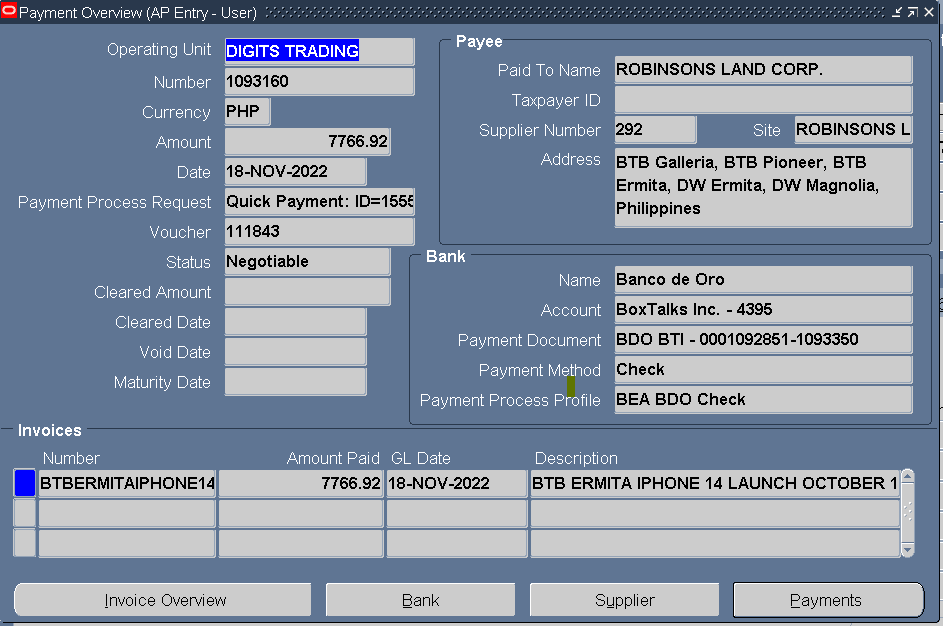 Payment Overview (AP Entry - User)
Operating Unit DIGITS TRADING
Number 1093160
Currency PHP
Amount 7766.92
Date 18-NOV-2022
Payment Process Request Quick Payment: ID=1555
Voucher 111843
Status Negotiable
Cleared Amount
Cleared Date
Void Date
Maturity Date
Payee
Paid To Name ROBINSONS LAND CORP.
Taxpayer ID
Supplier Number 292 Site ROBINSONS L
Address BTB Galleria, BTB Pioneer, BTB
Ermita, DW Ermita, DW Magnolia,
Philippines
Bank
Name Banco de Oro
Account BoxTalks Inc. - 4395
Payment Document BDO BTI - 0001092851-1093350
Payment Method Check
Payment Process Profile BEA BDO Check
Invoices
Number Amount Paid GL Date Description
BTBERMITAIPHONE14 7766.92 18-NOV-2022 BTB ERMITA IPHONE 14 LAUNCH OCTOBER 1
Invoice Overview Bank Supplier Payments